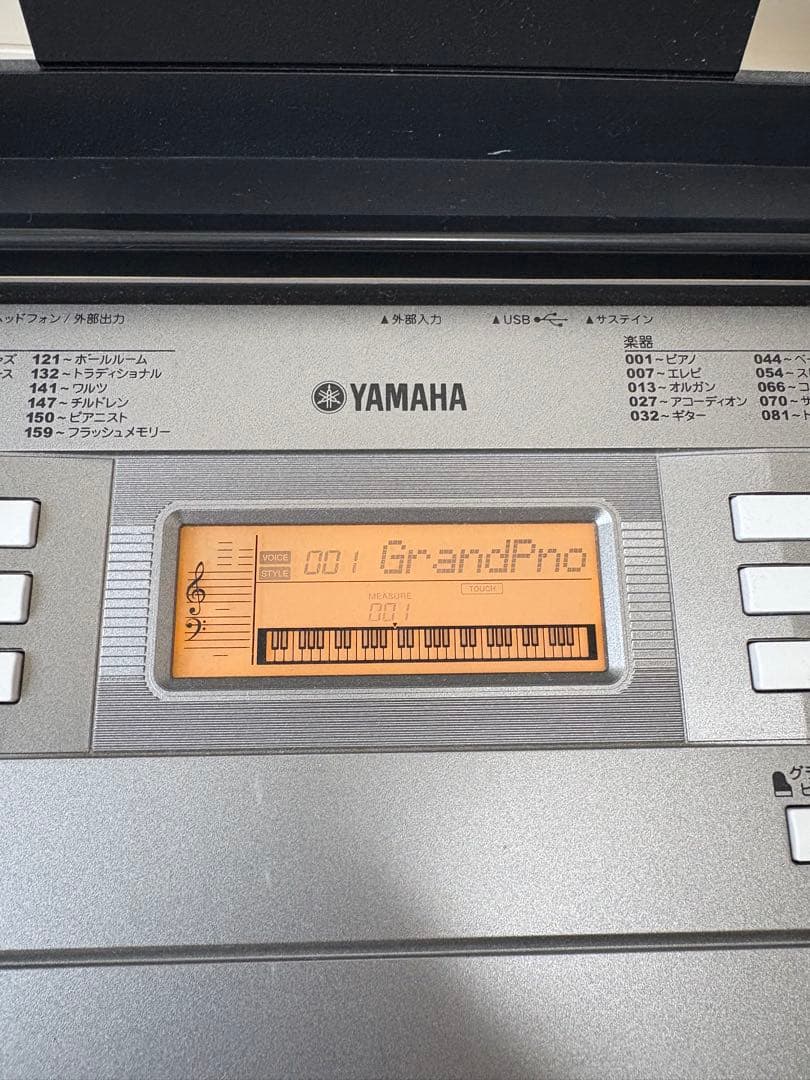 ッドフォン / 外部出力
▲外部入力
▲USB
▲サステイン
121～ボールルーム
132～トラディショナル
141～ワルツ
147～チルドレン
150～ピアニスト
159～フラッシュメモリー
YAMAHA
楽器
001～ピアノ
007～エレピ
013～オルガン
027～アコーディオン
032～ギター
044～ベー
054～ス
066～コ
070～サ
081～
VOICE
STYLE
001 GrandPno
TOUCH
MEASURE
001